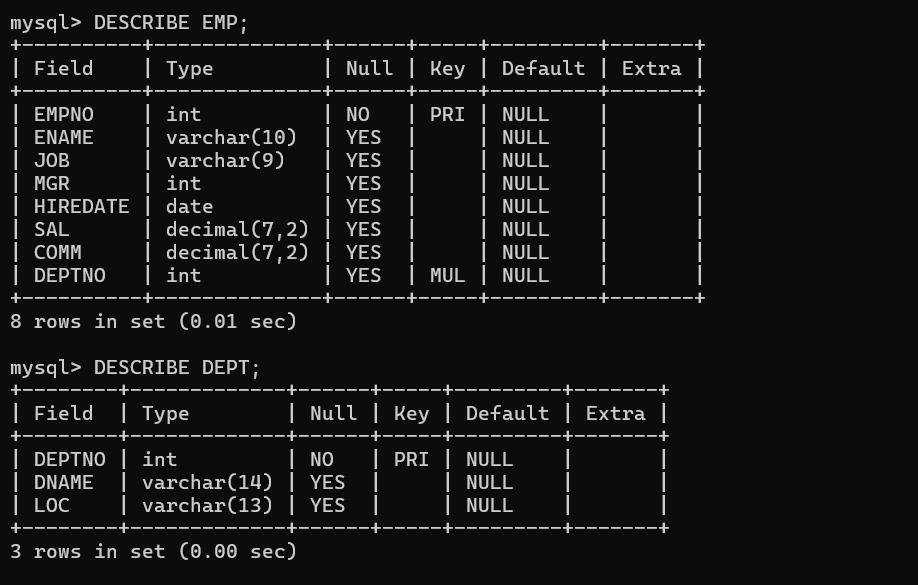 mysql> DESCRIBE EMP;
+----------+--------------+------+-----+---------+-------+
| Field    | Type         | Null | Key | Default | Extra |
+----------+--------------+------+-----+---------+-------+
| EMPNO    | int          | NO   | PRI | NULL    |       |
| ENAME    | varchar(10)  | YES  |     | NULL    |       |
| JOB      | varchar(9)   | YES  |     | NULL    |       |
| MGR      | int          | YES  |     | NULL    |       |
| HIREDATE | date         | YES  |     | NULL    |       |
| SAL      | decimal(7,2) | YES  |     | NULL    |       |
| COMM     | decimal(7,2) | YES  |     | NULL    |       |
| DEPTNO   | int          | YES  | MUL | NULL    |       |
+----------+--------------+------+-----+---------+-------+
8 rows in set (0.01 sec)

mysql> DESCRIBE DEPT;
+--------+-------------+------+-----+---------+-------+
| Field  | Type        | Null | Key | Default | Extra |
+--------+-------------+------+-----+---------+-------+
| DEPTNO | int         | NO   | PRI | NULL    |       |
| DNAME  | varchar(14) | YES  |     | NULL    |       |
| LOC    | varchar(13) | YES  |     | NULL    |       |
+--------+-------------+------+-----+---------+-------+
3 rows in set (0.00 sec)